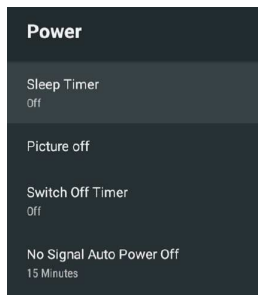 Power
Sleep Timer
Off
Picture off
Switch Off Timer
Off
No Signal Auto Power Off
15 Minutes